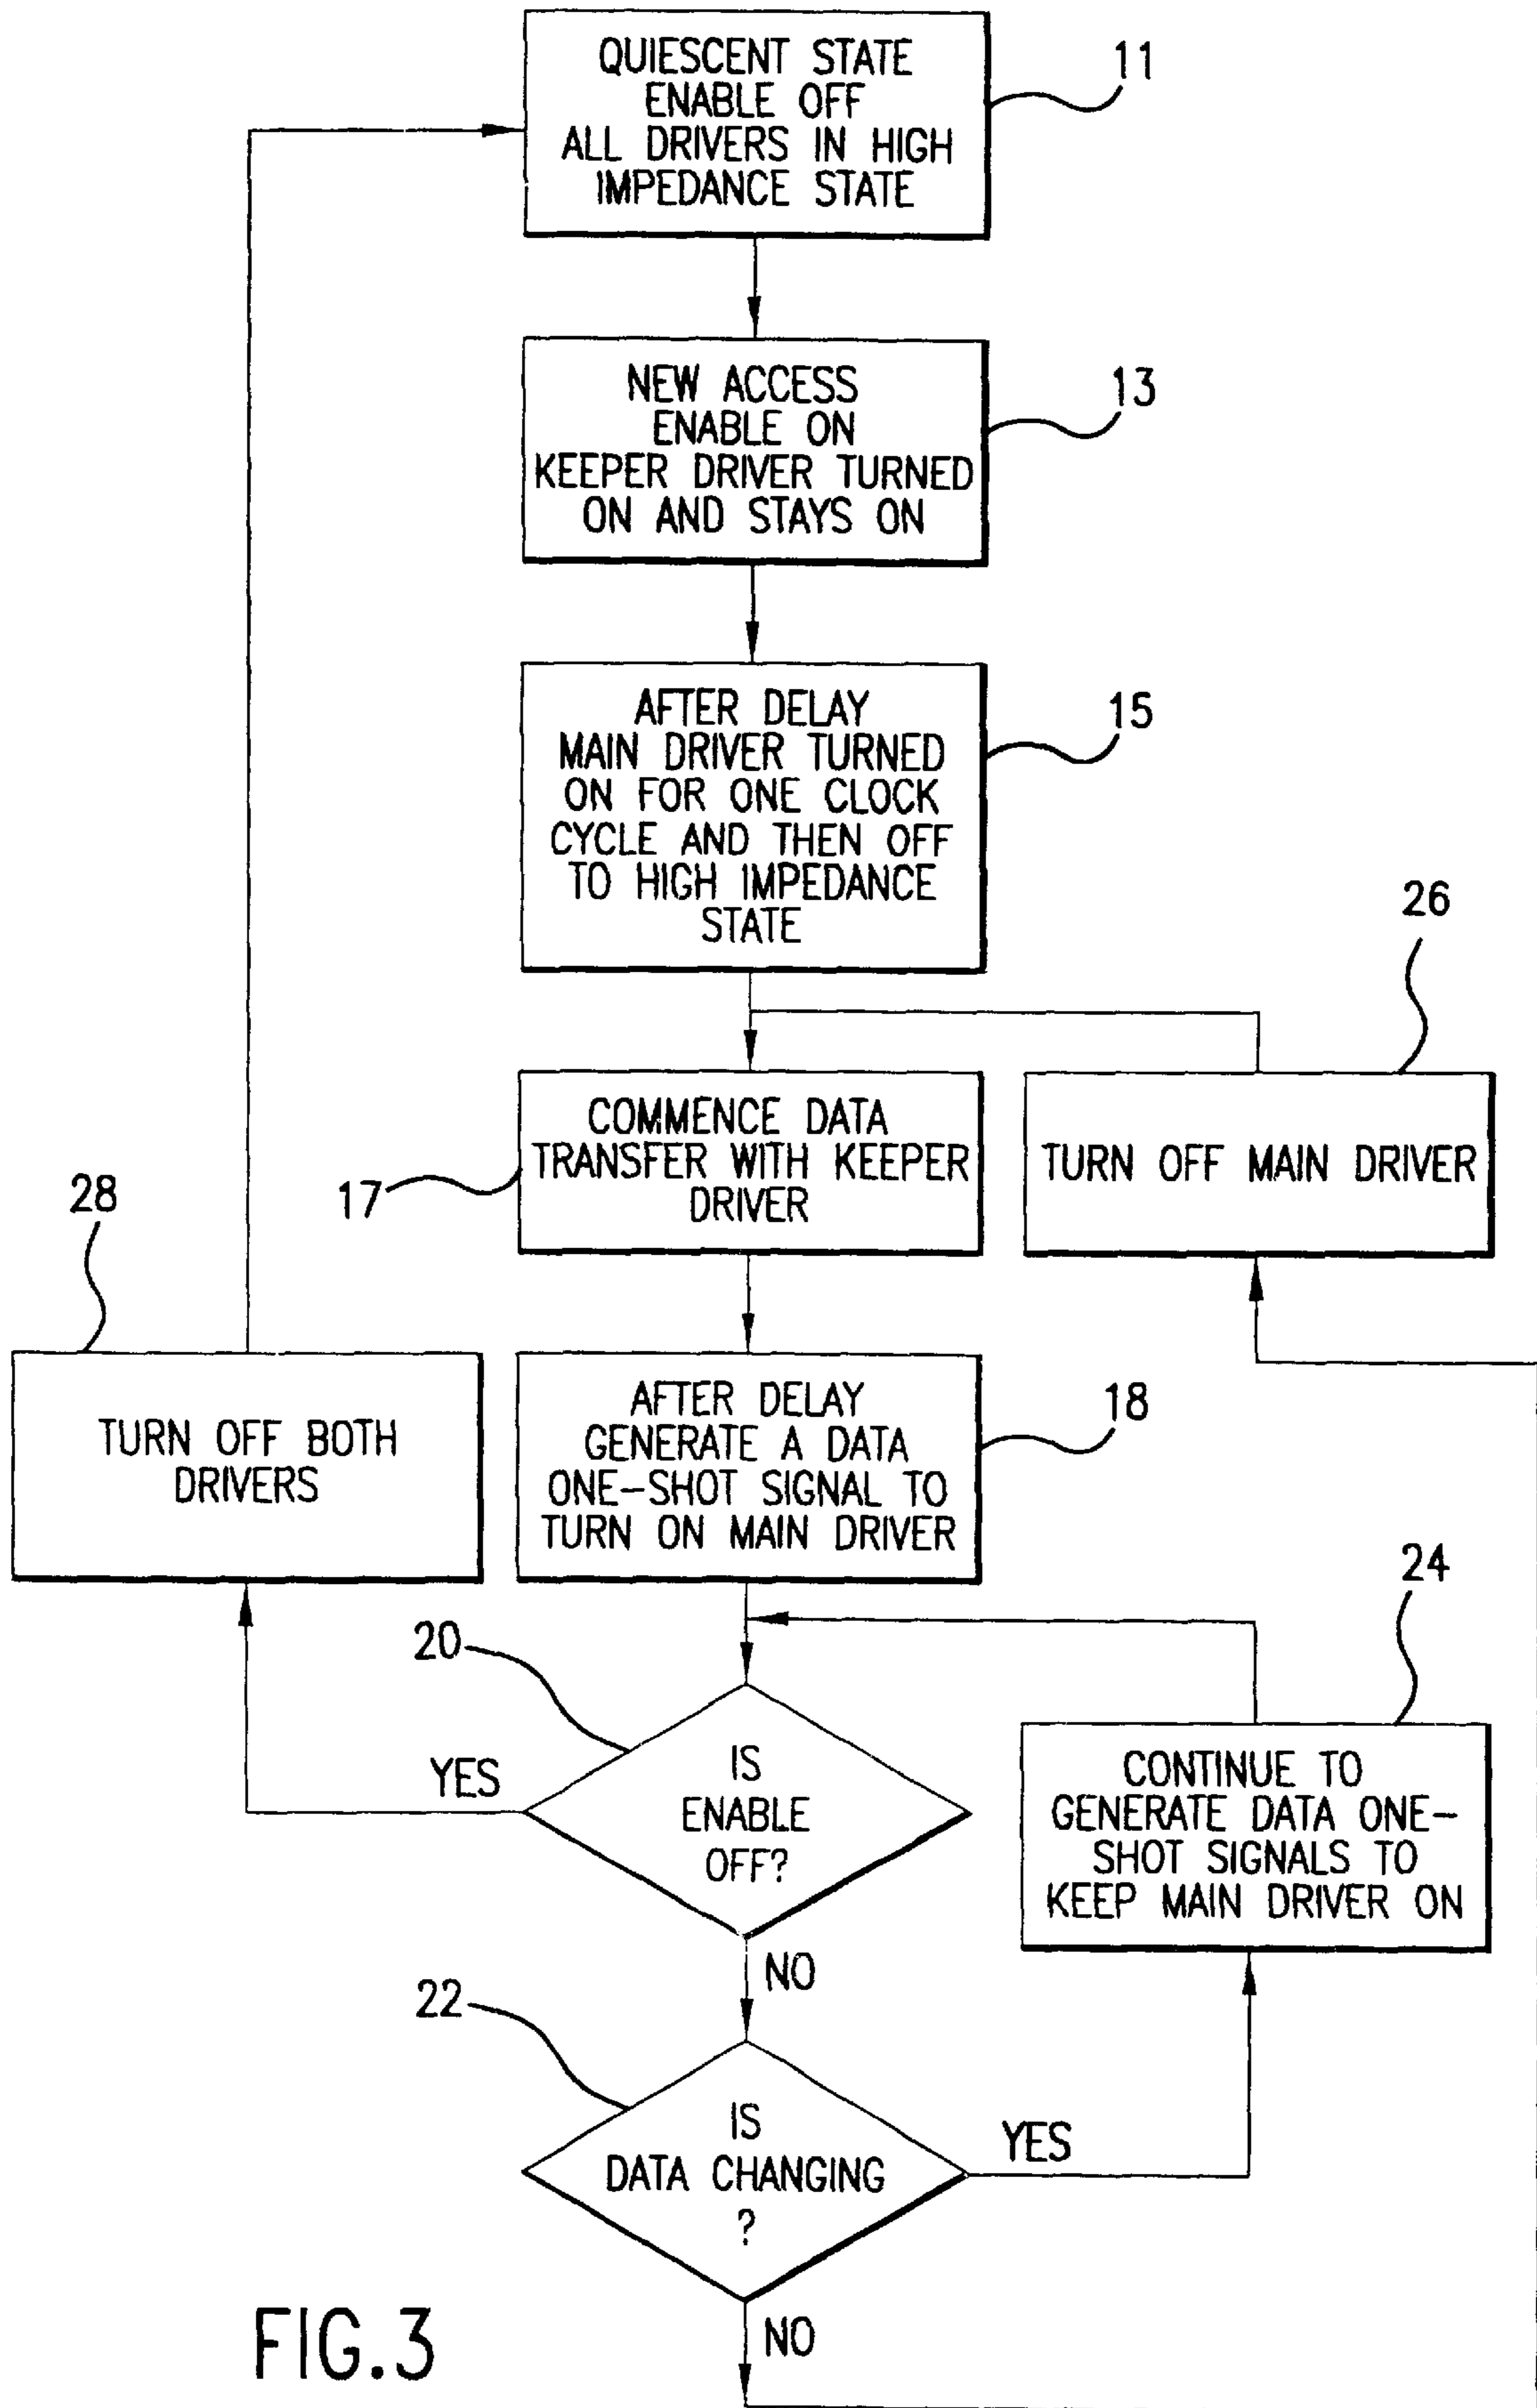 QUIESCENT STATE
ENABLE OFF
ALL DRIVERS IN HIGH
IMPEDANCE STATE
11
NEW ACCESS
ENABLE ON
KEEPER DRIVER TURNED
ON AND STAYS ON
13
AFTER DELAY
MAIN DRIVER TURNED
ON FOR ONE CLOCK
CYCLE AND THEN OFF
TO HIGH IMPEDANCE
STATE
15
26
COMMENCE DATA
TRANSFER WITH KEEPER
DRIVER
17
TURN OFF MAIN DRIVER
28
TURN OFF BOTH
DRIVERS
AFTER DELAY
GENERATE A DATA
ONE-SHOT SIGNAL TO
TURN ON MAIN DRIVER
18
24
20
YES
IS
ENABLE
OFF?
CONTINUE TO
GENERATE DATA ONE-
SHOT SIGNALS TO
KEEP MAIN DRIVER ON
NO
22
IS
DATA CHANGING
?
YES
NO
FIG.3